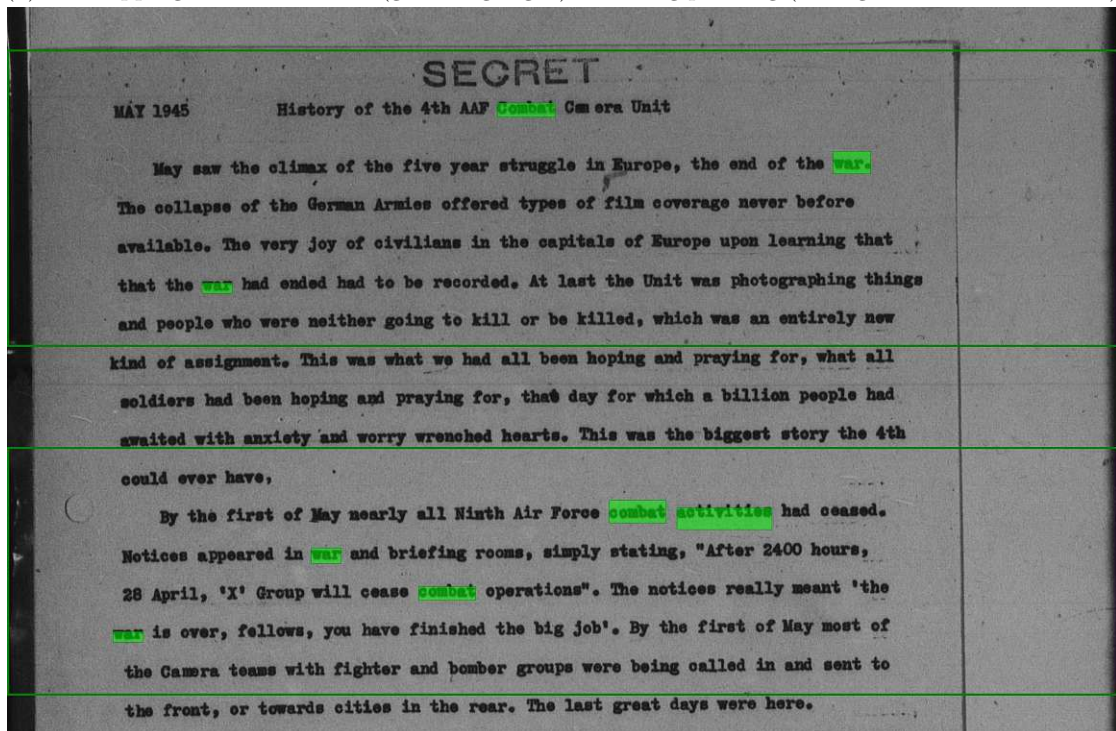 SECRET
MAY 1945 History of the 4th AAF Combat Camera Unit
May saw the climax of the five year struggle in Europe, the end of the war.
The collapse of the German Armies offered types of film coverage never before
available. The very joy of civilians in the capitals of Europe upon learning that
that the war had ended had to be recorded. At last the Unit was photographing things
and people who were neither going to kill or be killed, which was an entirely new
kind of assignment. This was what we had all been hoping and praying for, what all
soldiers had been hoping and praying for, that day for which a billion people had
awaited with anxiety and worry wrenched hearts. This was the biggest story the 4th
could ever have,
By the first of May nearly all Ninth Air Force combat activities had ceased.
Notices appeared in war and briefing rooms, simply stating, "After 2400 hours,
28 April, 'X' Group will cease combat operations". The notices really meant 'the
war is over, fellows, you have finished the big job'. By the first of May most of
the Camera teams with fighter and bomber groups were being called in and sent to
the front, or towards cities in the rear. The last great days were here.